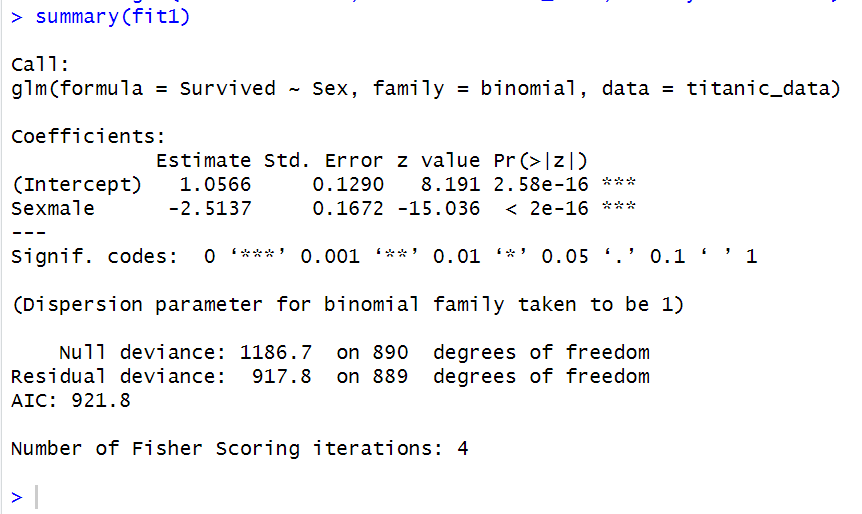 > summary(fit1)
Call:
glm(formula = Survived ~ Sex, family = binomial, data = titanic_data)
Coefficients:
Estimate Std. Error z value Pr(>|z|)
(Intercept) 1.0566 0.1290 8.191 2.58e-16 ***
Sexmale -2.5137 0.1672 -15.036 < 2e-16 ***
---
Signif. codes: 0 ‘***’ 0.001 ‘**’ 0.01 ‘*’ 0.05 ‘.’ 0.1 ‘ ’ 1
(Dispersion parameter for binomial family taken to be 1)
Null deviance: 1186.7 on 890 degrees of freedom
Residual deviance: 917.8 on 889 degrees of freedom
AIC: 921.8
Number of Fisher Scoring iterations: 4
>